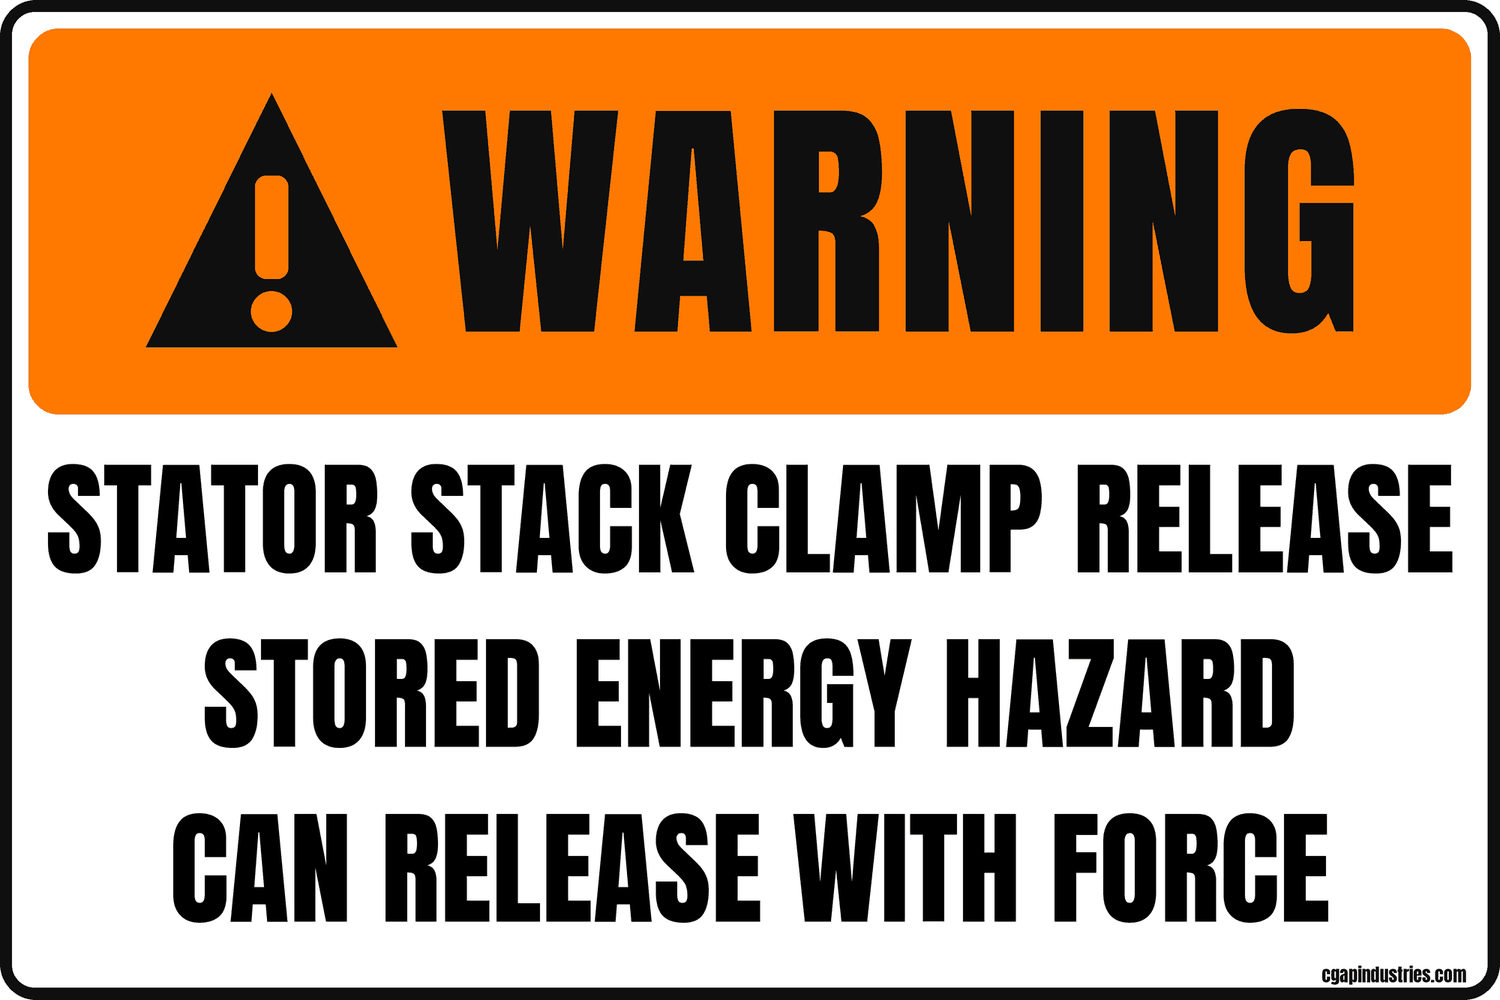 WARNING
STATOR STACK CLAMP RELEASE
STORED ENERGY HAZARD
CAN RELEASE WITH FORCE
cgapindustries.com